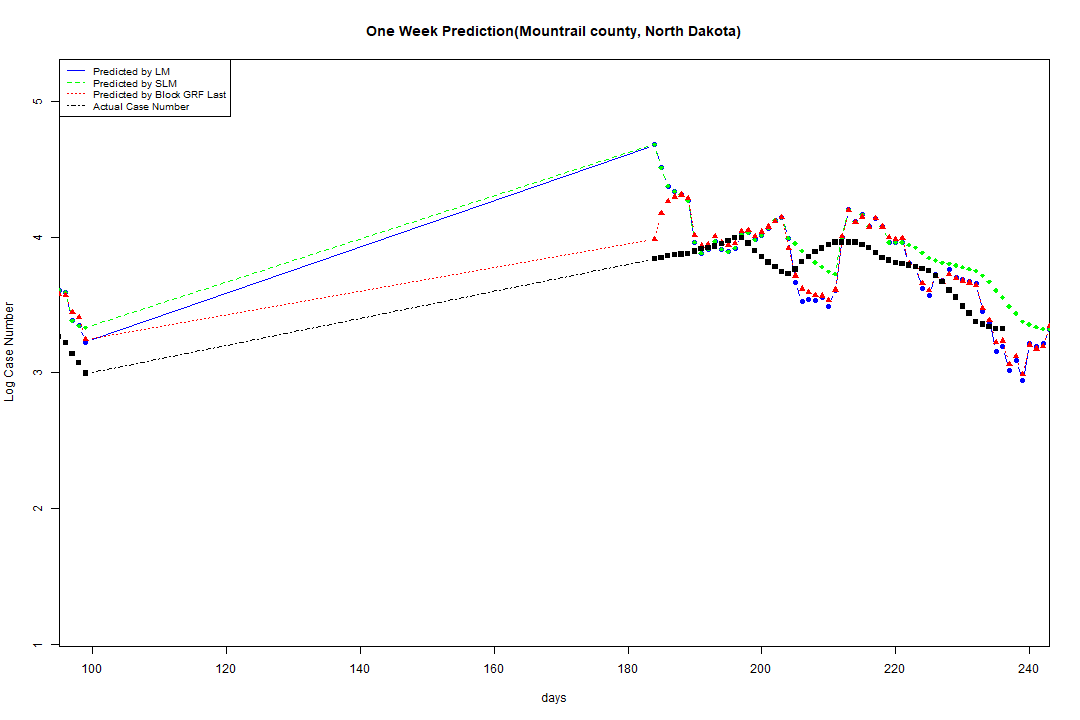 One Week Prediction(Mountrail county, North Dakota)
Predicted by LM
Predicted by SLM
Predicted by Block GRF Last
Actual Case Number
5
4
3
2
1
Log Case Number
100 120 140 160 180 200 220 240
days